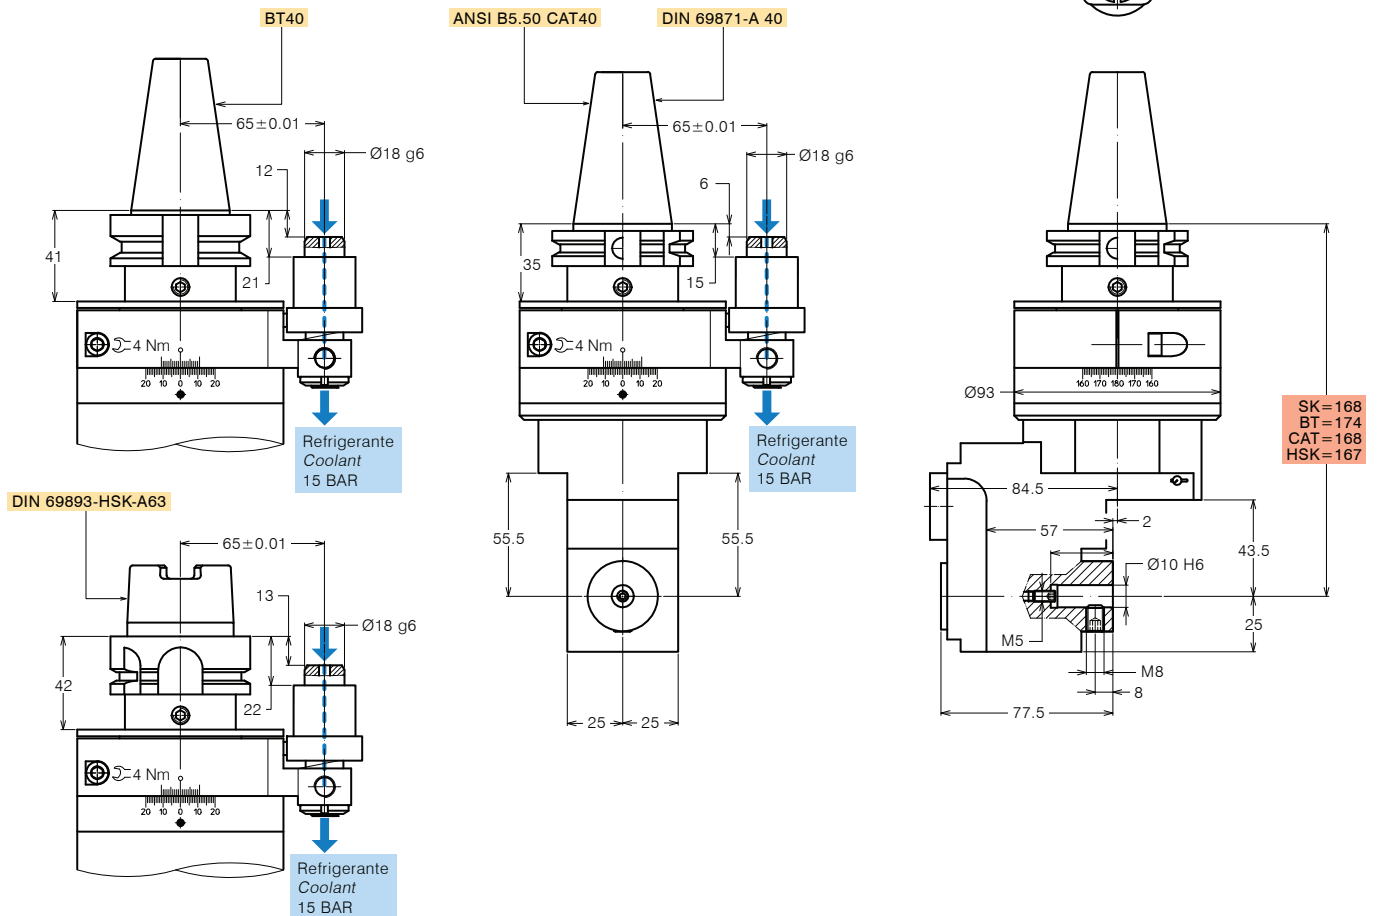 BT40
65±0.01
Ø18 g6
12
41
21
4 Nm
20 10 0 10 20
Refrigerante
Coolant
15 BAR
ANSI B5.50 CAT40
DIN 69871-A 40
65±0.01
Ø18 g6
6
35
15
4 Nm
20 10 0 10 20
Refrigerante
Coolant
15 BAR
55.5
55.5
25
25
160 170 180 170 160
Ø93
SK=168
BT=174
CAT=168
HSK=167
84.5
57
2
43.5
Ø10 H6
M5
25
M8
8
77.5
DIN 69893-HSK-A63
65±0.01
13
Ø18 g6
42
22
4 Nm
20 10 0 10 20
Refrigerante
Coolant
15 BAR